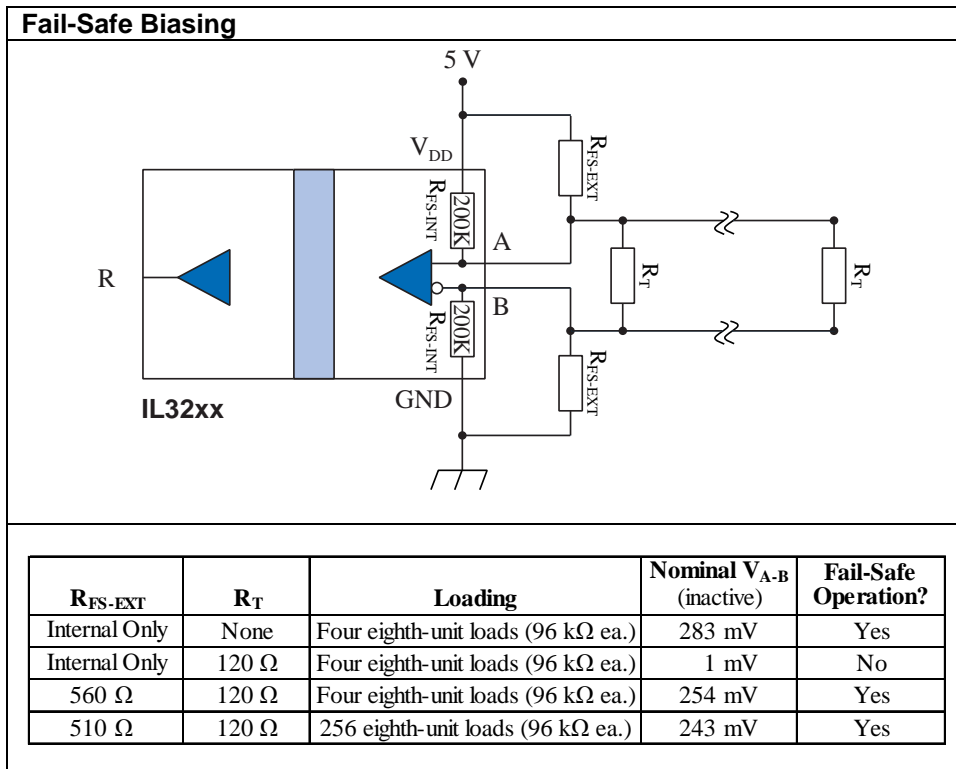 Fail-Safe Biasing
5 V
V_DD
R_FS-EXT
R_FS-INT
200K
A
R
R_T
R_T
B
R_FS-INT
200K
R_FS-EXT
GND
IL32xx
R_FS-EXT R_T Loading Nominal V_A-B (inactive) Fail-Safe Operation?
Internal Only None Four eighth-unit loads (96 kΩ ea.) 283 mV Yes
Internal Only 120 Ω Four eighth-unit loads (96 kΩ ea.) 1 mV No
560 Ω 120 Ω Four eighth-unit loads (96 kΩ ea.) 254 mV Yes
510 Ω 120 Ω 256 eighth-unit loads (96 kΩ ea.) 243 mV Yes